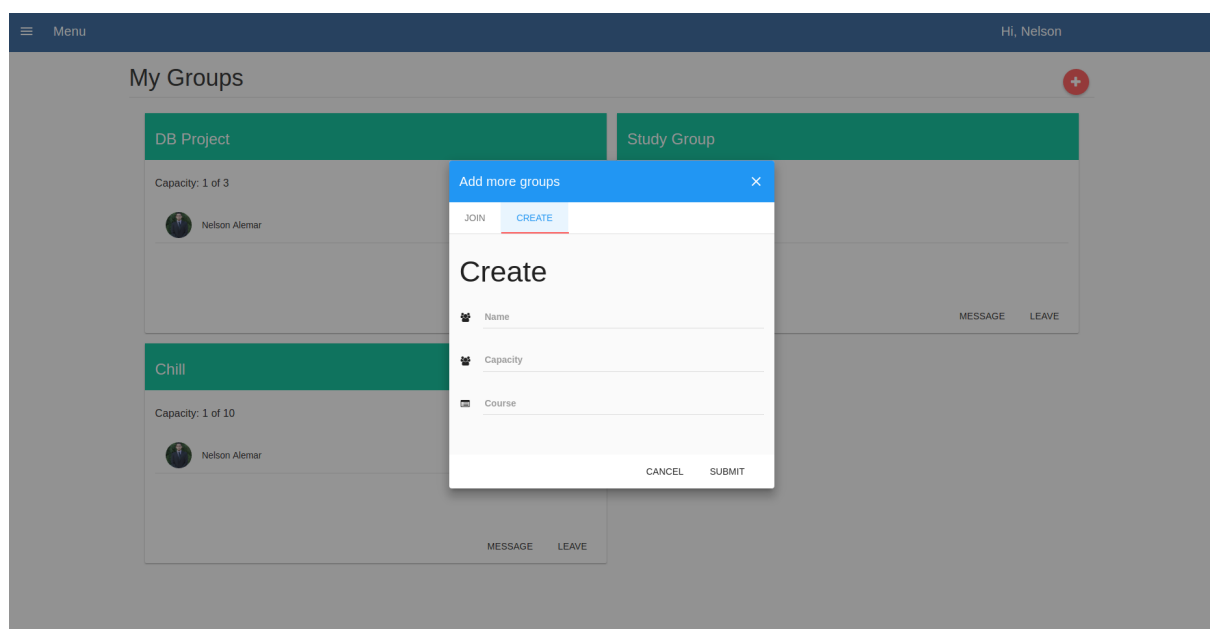 Menu
Hi, Nelson
My Groups
DB Project
Study Group
Capacity: 1 of 3
Nelson Alemar
MESSAGE LEAVE
Chill
Capacity: 1 of 10
Nelson Alemar
MESSAGE LEAVE
Add more groups
JOIN CREATE
Create
Name
Capacity
Course
CANCEL SUBMIT